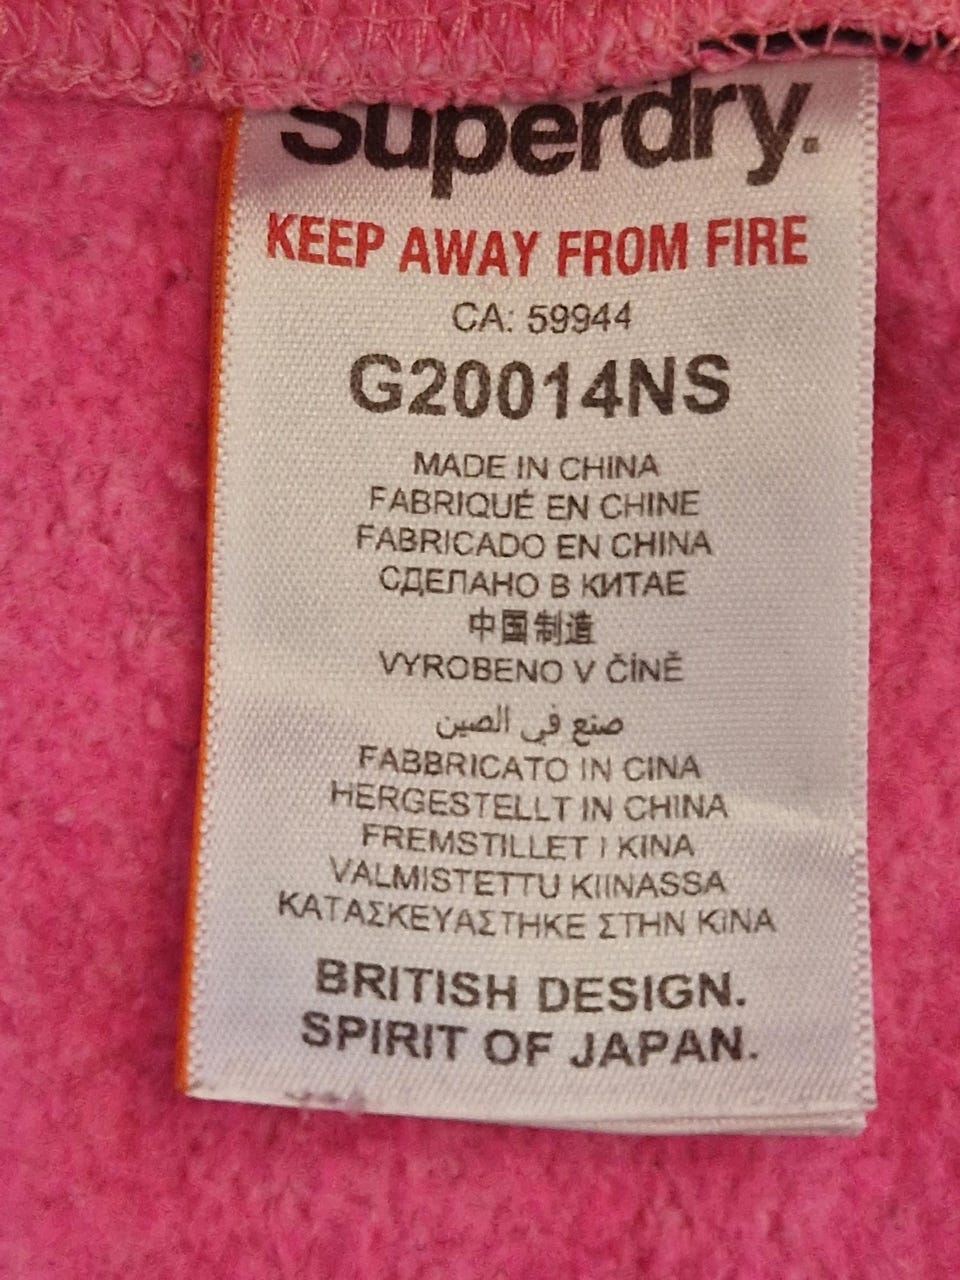 Superdry.
KEEP AWAY FROM FIRE
CA: 59944
G20014NS
MADE IN CHINA
FABRIQUÉ EN CHINE
FABRICADO EN CHINA
СДЕЛАНО В КИТАЕ
中国制造
VYROBENO V ČÍNĚ
صنع في الصين
FABBRICATO IN CINA
HERGESTELLT IN CHINA
FREMSTILLET I KINA
VALMISTETTU KIINASSA
ΚΑΤΑΣΚΕΥΑΣΤΗΚΕ ΣΤΗΝ ΚίΝΑ
BRITISH DESIGN.
SPIRIT OF JAPAN.